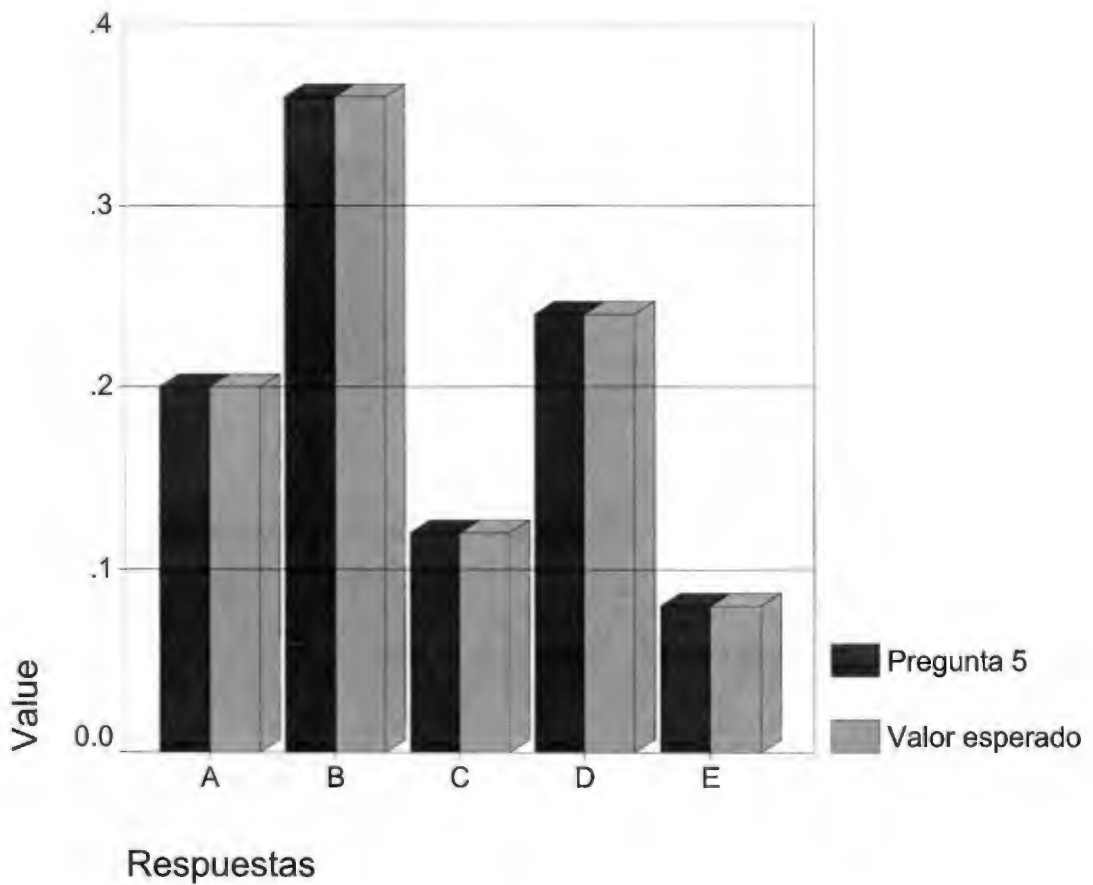 .4
.3
.2
.1
0.0
Value
A B C D E
Respuestas
Pregunta 5
Valor esperado